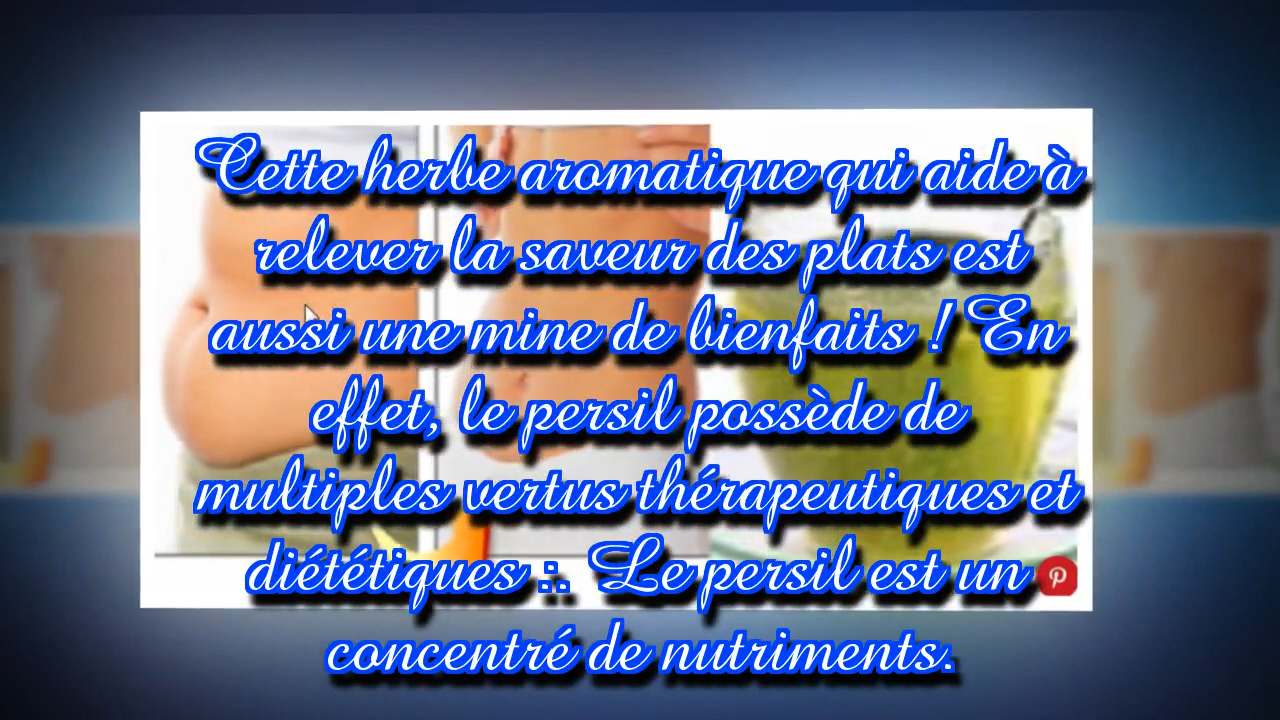 Cette herbe aromatique qui aide à
relever la saveur des plats est
aussi une mine de bienfaits ! En
effet, le persil possède de
multiples vertus thérapeutiques et
diététiques :. Le persil est un
concentré de nutriments.